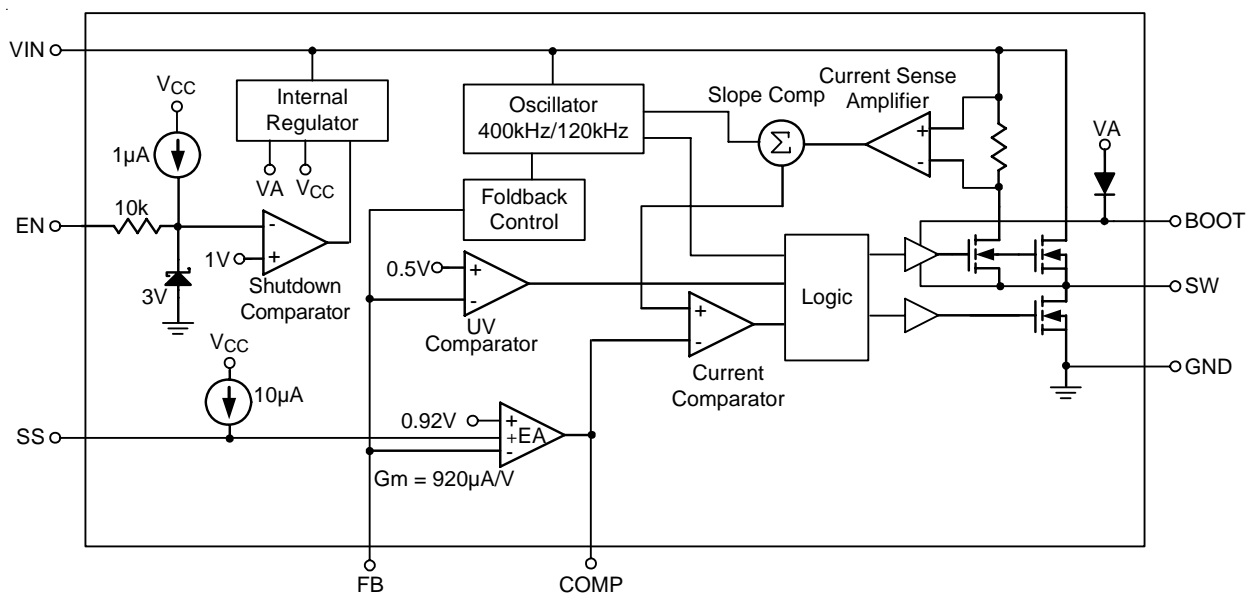 VIN
VCC
1µA
Internal
Regulator
VA
VCC
Oscillator
400kHz/120kHz
Foldback
Control
Slope Comp
Σ
Current Sense
Amplifier
+
-
VA
BOOT
EN
10k
3V
1V
-
+
Shutdown
Comparator
0.5V
+
-
UV
Comparator
+
-
Current
Comparator
Logic
SW
GND
VCC
10µA
SS
0.92V
+
+EA
-
Gm = 920µA/V
FB
COMP